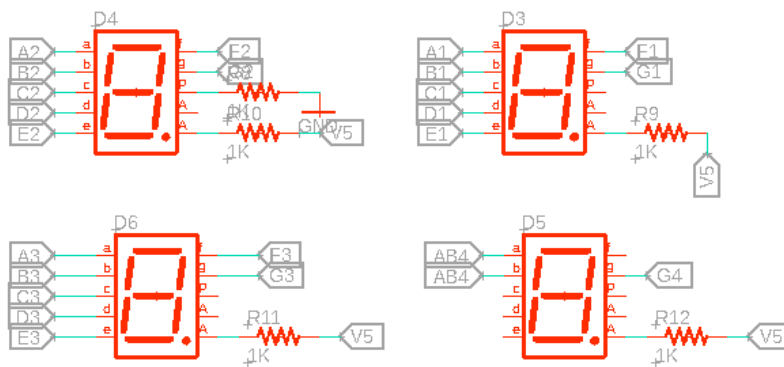 D4 D3
A2 a f F2 A1 a f F1
B2 b g B1 b g G1
C2 c P C1 c P
D2 d A 1K R10 D1 d A R9
E2 e A GND V5 E1 e A
1K 1K V5
D6 D5
A3 a f F3 AB4 a f
B3 b g G3 AB4 b g G4
C3 c P c P
D3 d A R11 d A R12
E3 e A V5 e A V5
1K 1K